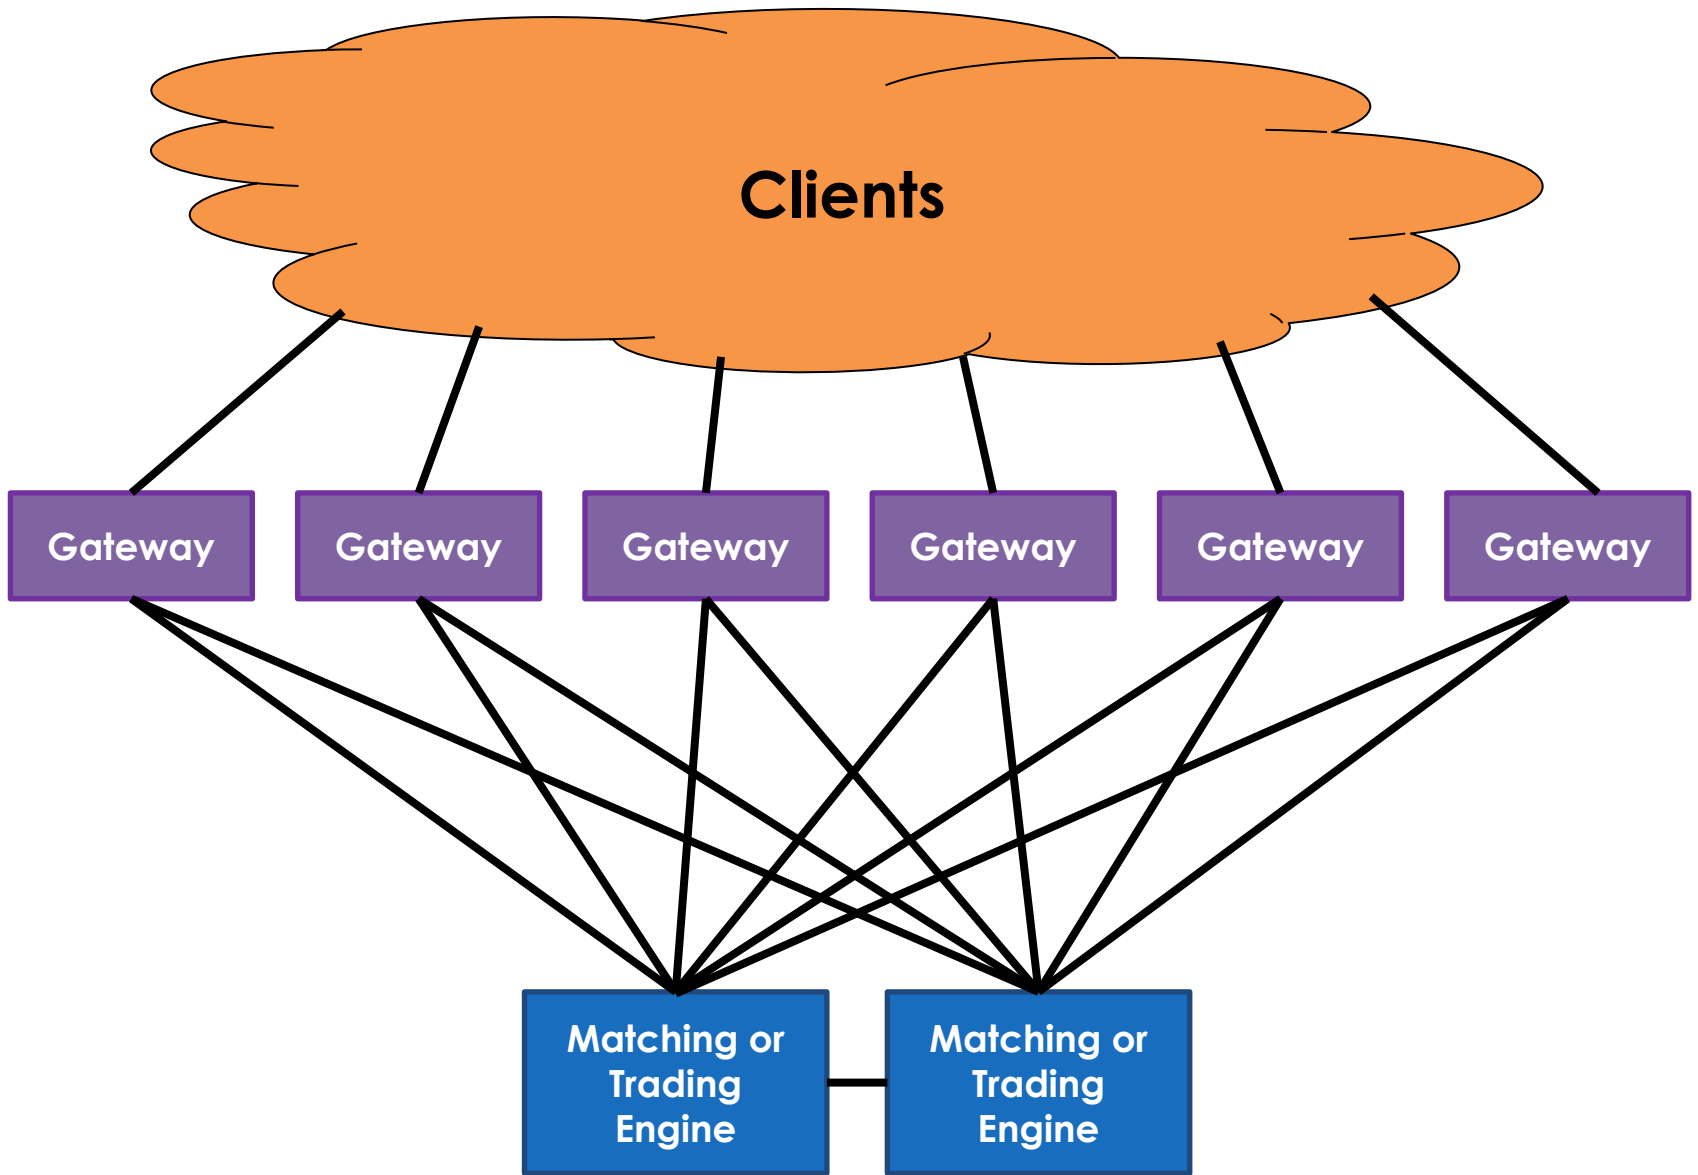 Clients
Gateway
Gateway
Gateway
Gateway
Gateway
Gateway
Matching or
Trading
Engine
Matching or
Trading
Engine